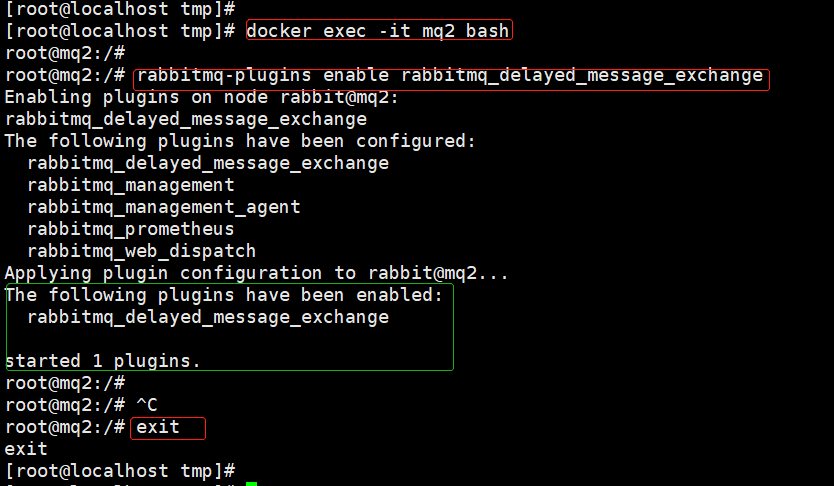 [root@localhost tmp]#
[root@localhost tmp]# docker exec -it mq2 bash
root@mq2:/#
root@mq2:/# rabbitmq-plugins enable rabbitmq_delayed_message_exchange
Enabling plugins on node rabbit@mq2:
rabbitmq_delayed_message_exchange
The following plugins have been configured:
  rabbitmq_delayed_message_exchange
  rabbitmq_management
  rabbitmq_management_agent
  rabbitmq_prometheus
  rabbitmq_web_dispatch
Applying plugin configuration to rabbit@mq2...
The following plugins have been enabled:
  rabbitmq_delayed_message_exchange

started 1 plugins.
root@mq2:/#
root@mq2:/# ^C
root@mq2:/# exit
exit
[root@localhost tmp]#